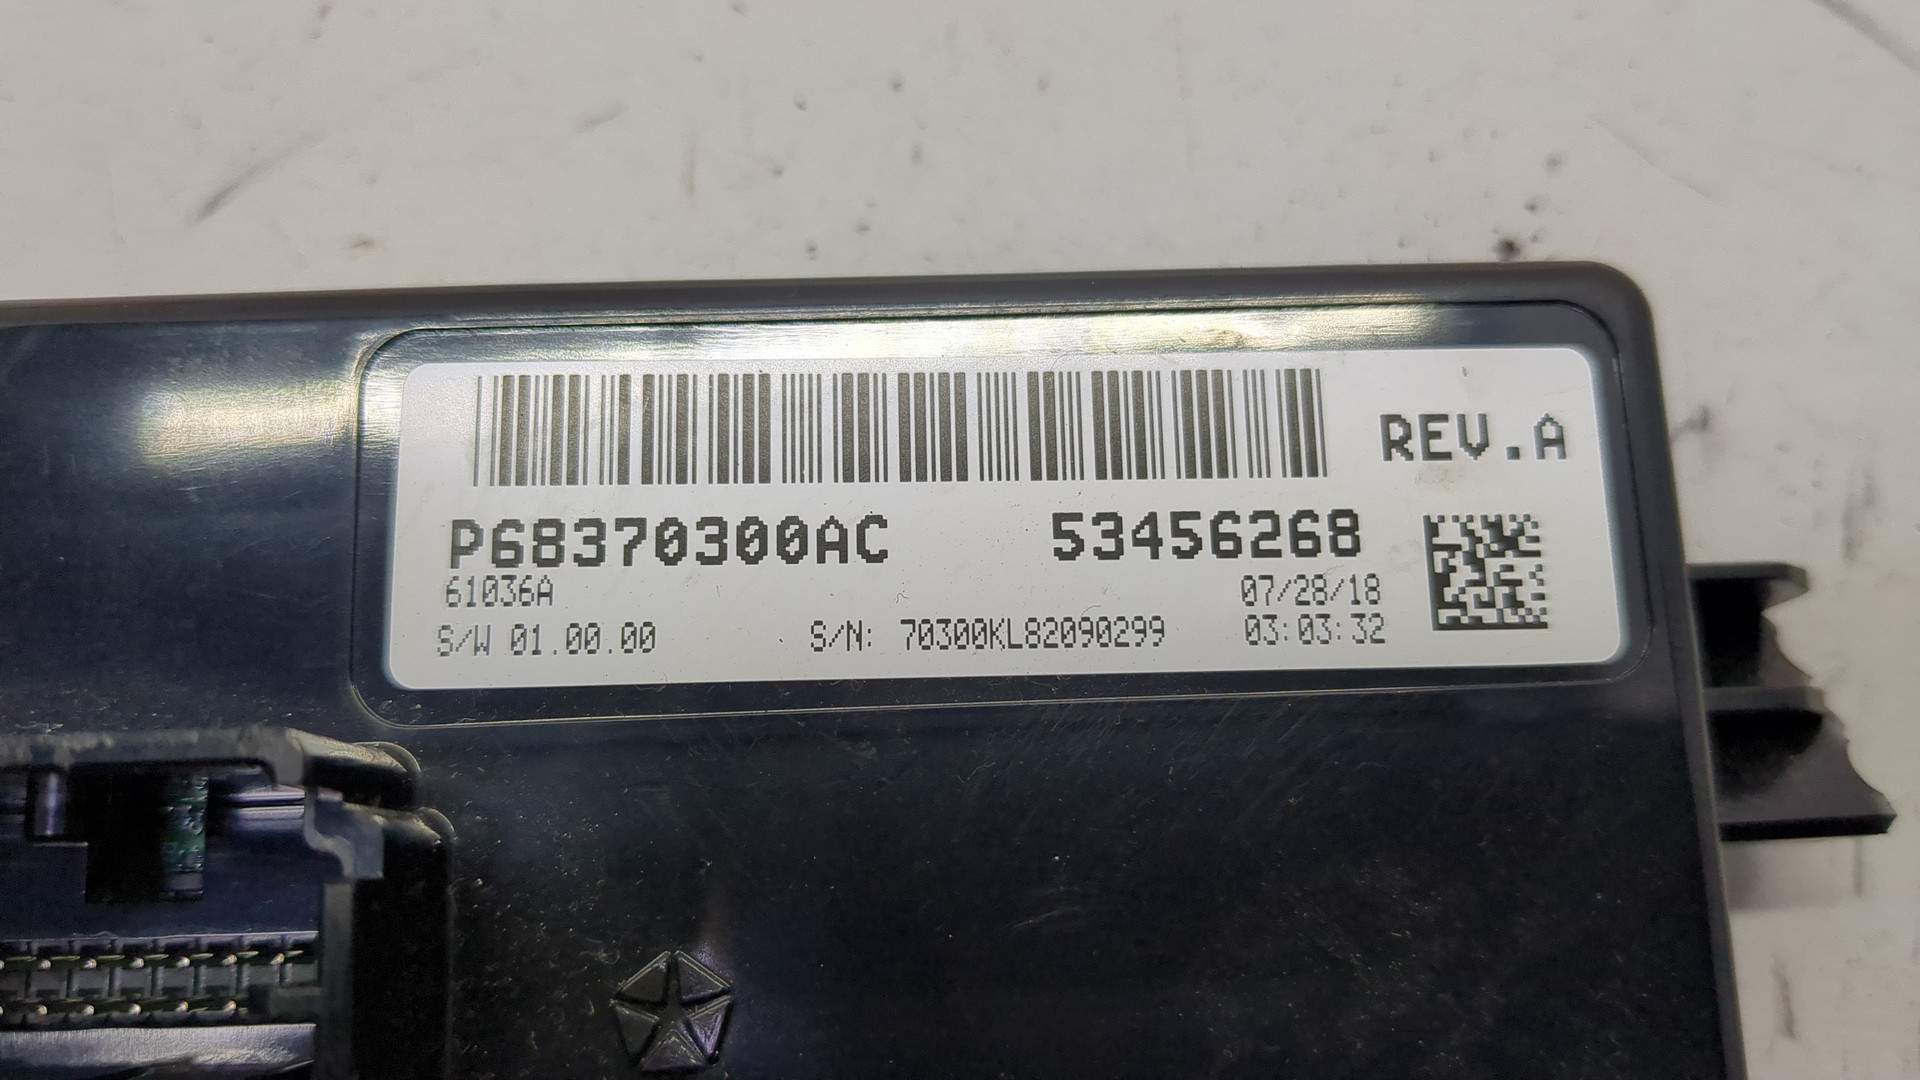 REV.A
P68370300AC 53456268
61036A 07/28/18
S/W 01.00.00 S/N: 70300KL82090299 03:03:32